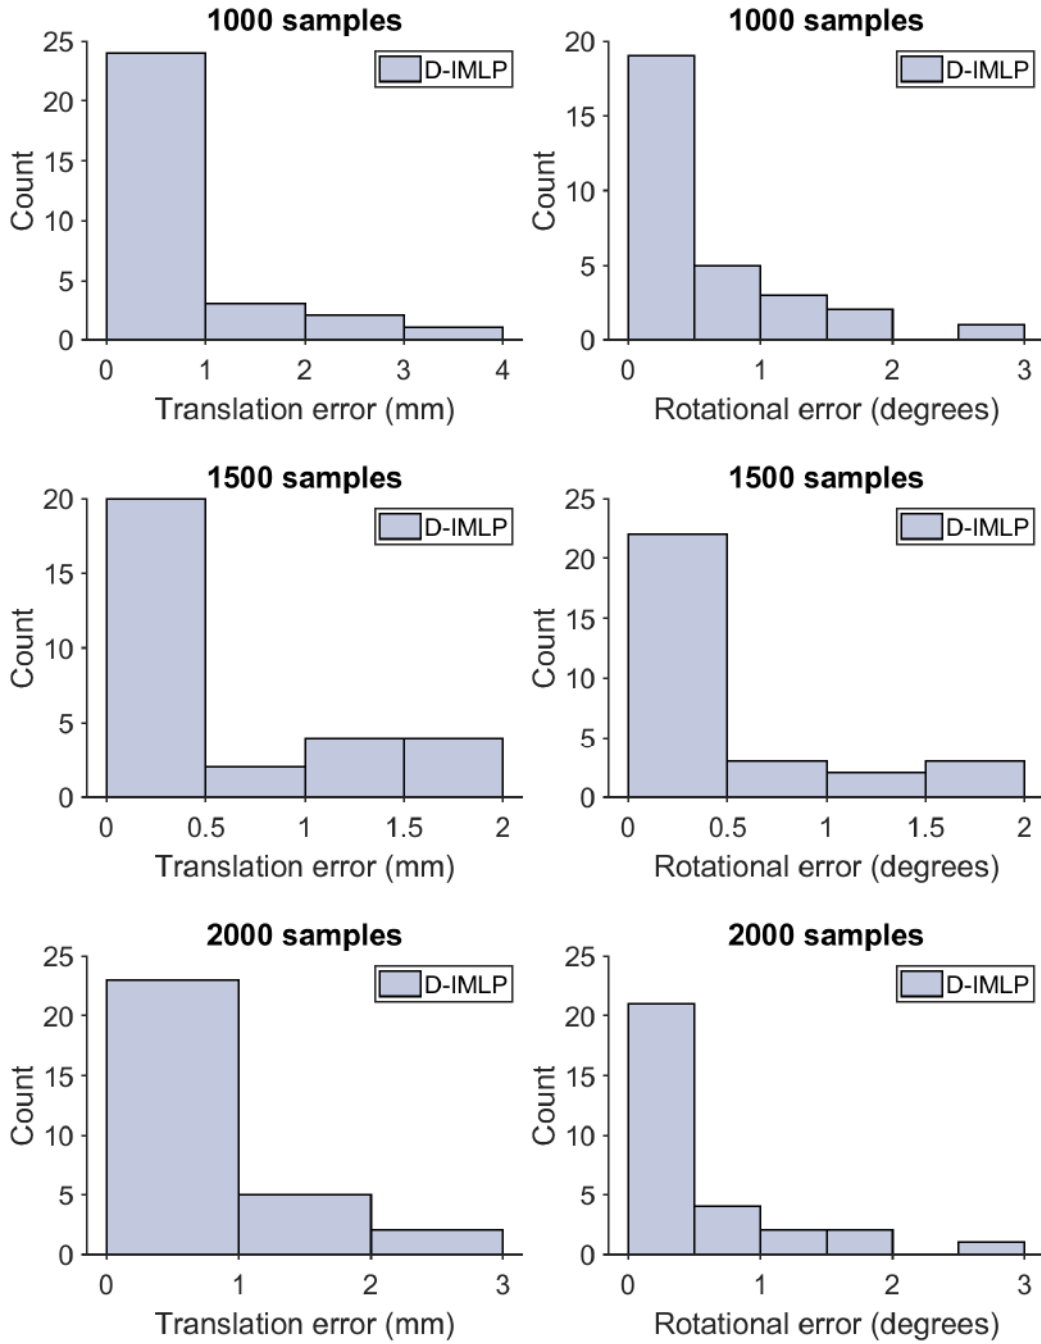 1000 samples
25
20
15
10
5
0
Count
D-IMLP
0 1 2 3 4
Translation error (mm)
1000 samples
20
15
10
5
0
Count
D-IMLP
0 1 2 3
Rotational error (degrees)
1500 samples
20
15
10
5
0
Count
D-IMLP
0 0.5 1 1.5 2
Translation error (mm)
1500 samples
25
20
15
10
5
0
Count
D-IMLP
0 0.5 1 1.5 2
Rotational error (degrees)
2000 samples
25
20
15
10
5
0
Count
D-IMLP
0 1 2 3
Translation error (mm)
2000 samples
25
20
15
10
5
0
Count
D-IMLP
0 1 2 3
Rotational error (degrees)